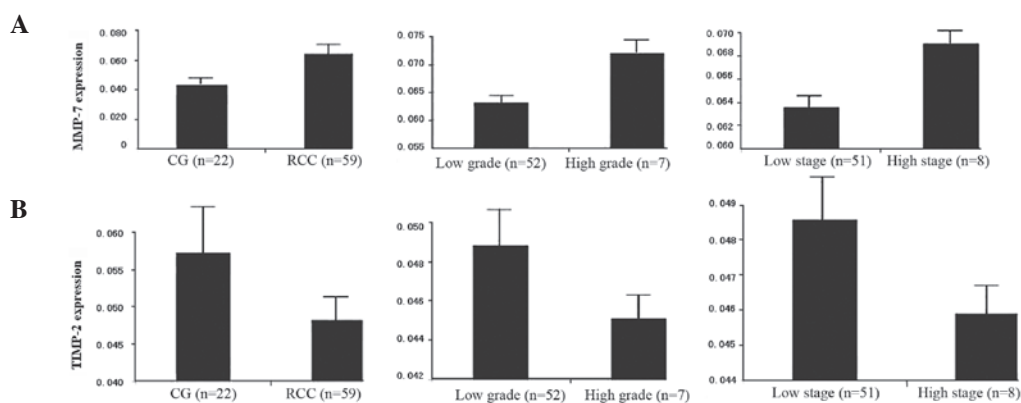 A
MMP-7 expression
0.080
0.060
0.040
0.020
0
CG (n=22)
RCC (n=59)
0.075
0.070
0.065
0.060
0.055
Low grade (n=52)
High grade (n=7)
0.070
0.068
0.066
0.064
0.062
0.060
Low stage (n=51)
High stage (n=8)
B
TIMP-2 expression
0.060
0.055
0.050
0.045
0.040
CG (n=22)
RCC (n=59)
0.050
0.048
0.046
0.044
0.042
Low grade (n=52)
High grade (n=7)
0.049
0.048
0.047
0.046
0.045
0.044
Low stage (n=51)
High stage (n=8)